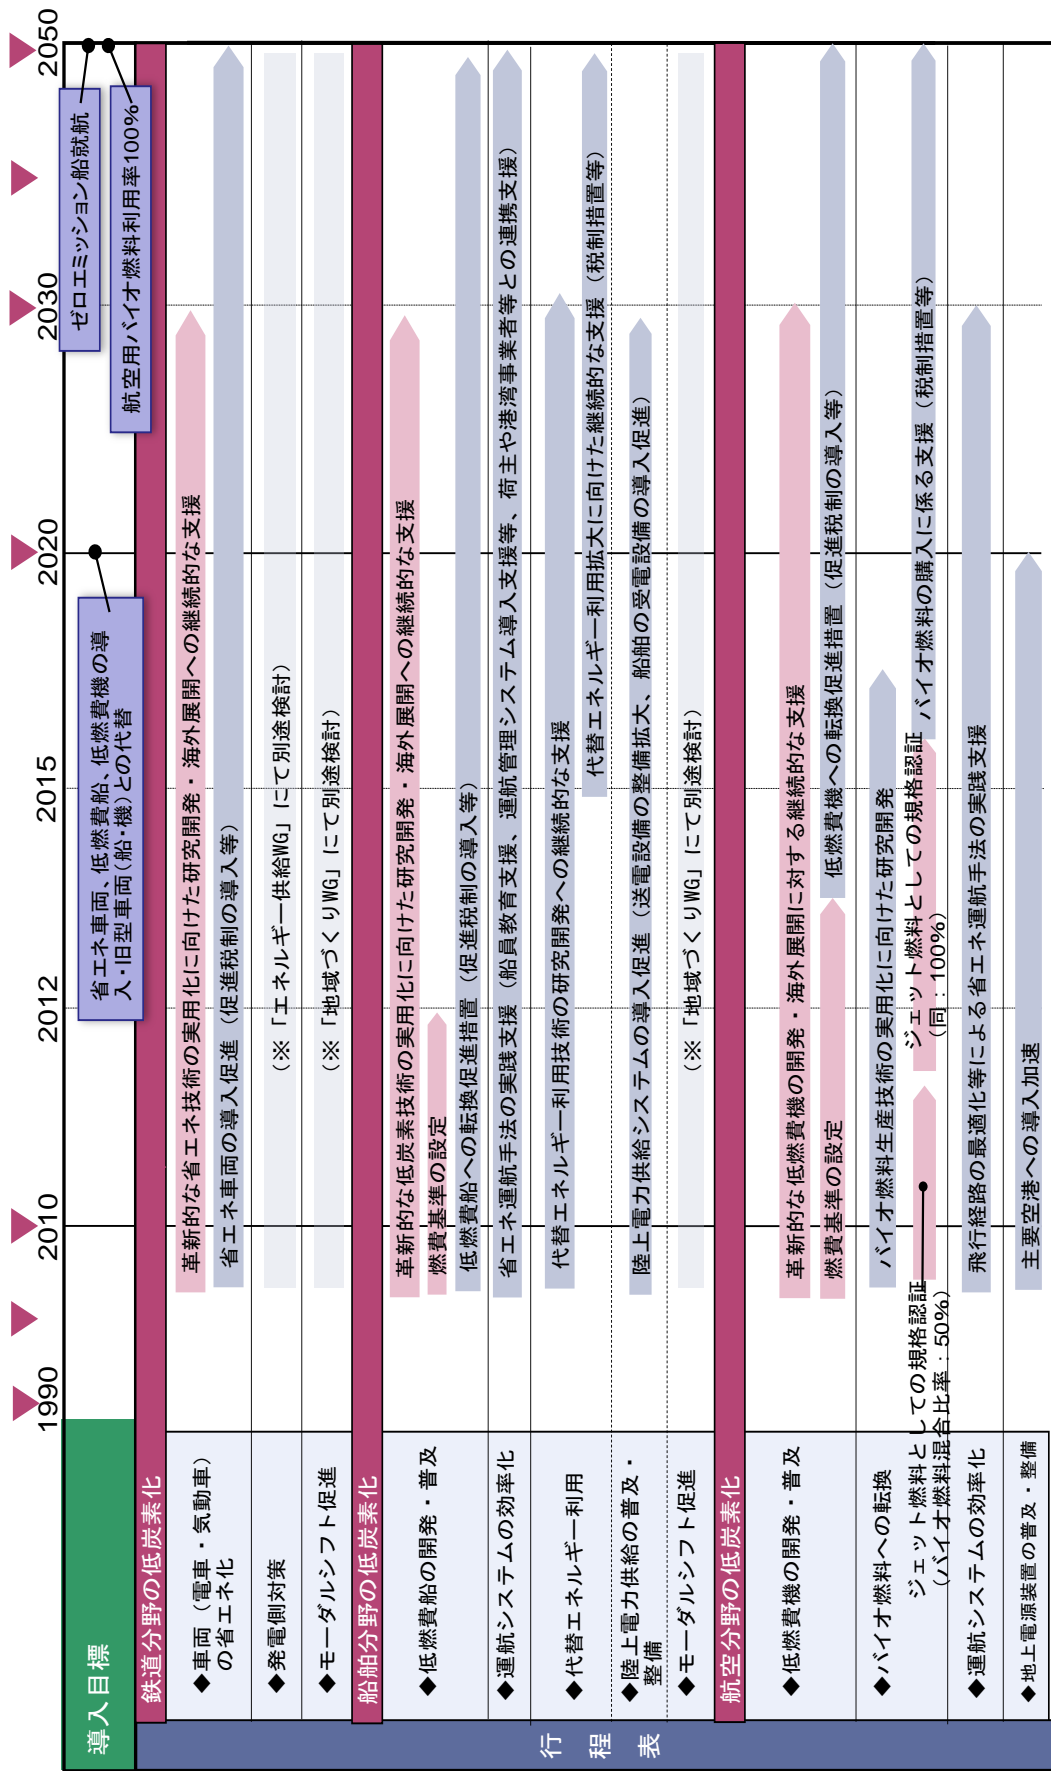 導入目標
1990
2010
2012
2015
2020
2030
2050
省エネ車両、低燃費船、低燃費機の導
入・旧型車両(船・機)との代替
ゼロエミッション船就航
航空用バイオ燃料利用率100%
行程表
鉄道分野の低炭素化
◆車両（電車・気動車）
の省エネ化
革新的な省エネ技術の実用化に向けた研究開発・海外展開への継続的な支援
省エネ車両の導入促進（促進税制の導入等）
◆発電側対策
（※「エネルギー供給WG」にて別途検討）
◆モーダルシフト促進
（※「地域づくりWG」にて別途検討）
船舶分野の低炭素化
◆低燃費船の開発・普及
革新的な低炭素技術の実用化に向けた研究開発・海外展開への継続的な支援
燃費基準の設定
低燃費船への転換促進措置（促進税制の導入等）
◆運航システムの効率化
省エネ運航手法の実践支援（船員教育支援、運航管理システム導入支援等、荷主や港湾事業者等との連携支援）
◆代替エネルギー利用
代替エネルギー利用技術の研究開発への継続的な支援
代替エネルギー利用拡大に向けた継続的な支援（税制措置等）
◆陸上電力供給の普及・
整備
陸上電力供給システムの導入促進（送電設備の整備拡大、船舶の受電設備の導入促進）
◆モーダルシフト促進
（※「地域づくりWG」にて別途検討）
航空分野の低炭素化
◆低燃費機の開発・普及
革新的な低燃費機の開発・海外展開に対する継続的な支援
燃費基準の設定
低燃費機への転換促進措置（促進税制の導入等）
◆バイオ燃料への転換
バイオ燃料生産技術の実用化に向けた研究開発
ジェット燃料としての規格認証
（バイオ燃料混合比率：50%）
ジェット燃料としての規格認証
（同：100%）
バイオ燃料の購入に係る支援（税制措置等）
◆運航システムの効率化
飛行経路の最適化等による省エネ運航手法の実践支援
◆地上電源装置の普及・整備
主要空港への導入加速